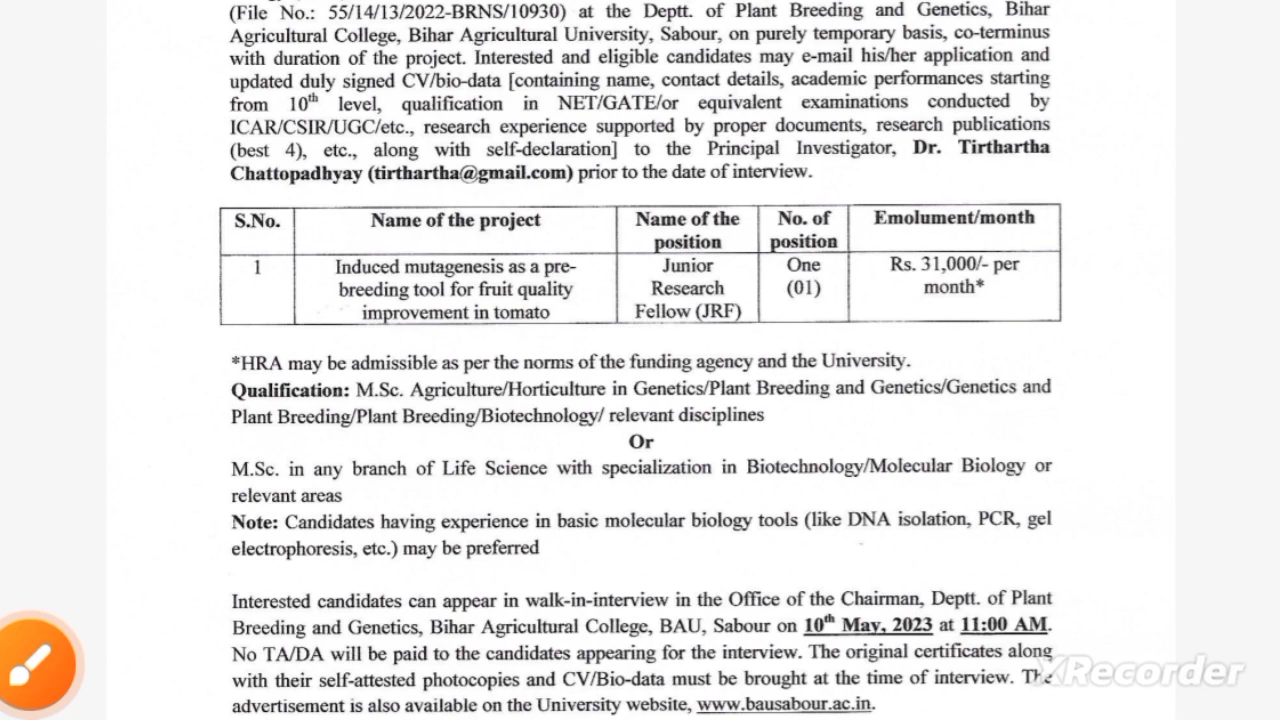 (File No.: 55/14/13/2022-BRNS/10930) at the Deptt. of Plant Breeding and Genetics, Bihar
Agricultural College, Bihar Agricultural University, Sabour, on purely temporary basis, co-terminus
with duration of the project. Interested and eligible candidates may e-mail his/her application and
updated duly signed CV/bio-data [containing name, contact details, academic performances starting
from 10th level, qualification in NET/GATE/or equivalent examinations conducted by
ICAR/CSIR/UGC/etc., research experience supported by proper documents, research publications
(best 4), etc., along with self-declaration] to the Principal Investigator, Dr. Tirthartha
Chattopadhyay (tirthartha@gmail.com) prior to the date of interview.
S.No. Name of the project Name of the position No. of position Emolument/month
1 Induced mutagenesis as a pre-breeding tool for fruit quality improvement in tomato Junior Research Fellow (JRF) One (01) Rs. 31,000/- per month*
*HRA may be admissible as per the norms of the funding agency and the University.
Qualification: M.Sc. Agriculture/Horticulture in Genetics/Plant Breeding and Genetics/Genetics and
Plant Breeding/Plant Breeding/Biotechnology/ relevant disciplines
Or
M.Sc. in any branch of Life Science with specialization in Biotechnology/Molecular Biology or
relevant areas
Note: Candidates having experience in basic molecular biology tools (like DNA isolation, PCR, gel
electrophoresis, etc.) may be preferred
Interested candidates can appear in walk-in-interview in the Office of the Chairman, Deptt. of Plant
Breeding and Genetics, Bihar Agricultural College, BAU, Sabour on 10th May, 2023 at 11:00 AM.
No TA/DA will be paid to the candidates appearing for the interview. The original certificates along
with their self-attested photocopies and CV/Bio-data must be brought at the time of interview. The
advertisement is also available on the University website, www.bausabour.ac.in.
XRecorder